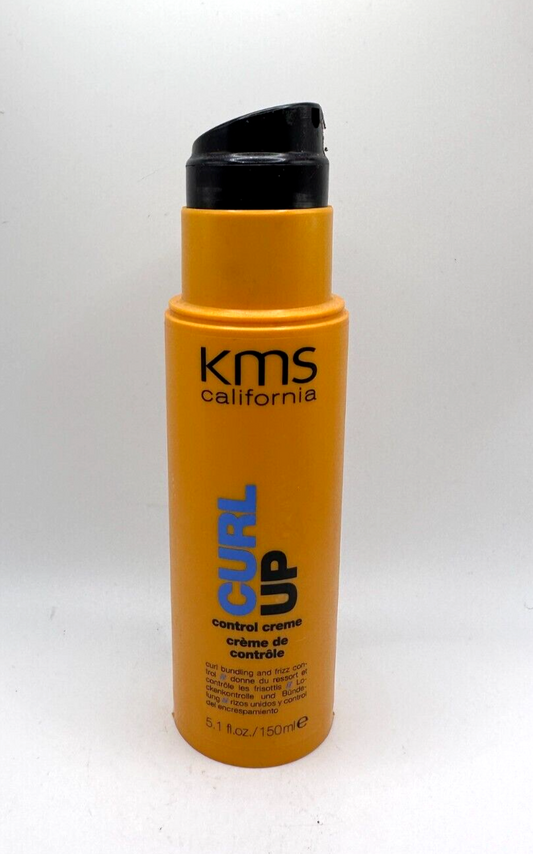 kms
california
CURL
UP
control creme
crème de
contrôle
curl bundling and frizz con-
trol // donne du ressort et
contrôle les frisottis // Lo-
ckenkontrolle und Bünde-
lung // rizos unidos y control
del encrespamiento
5.1 fl.oz./150ml℮